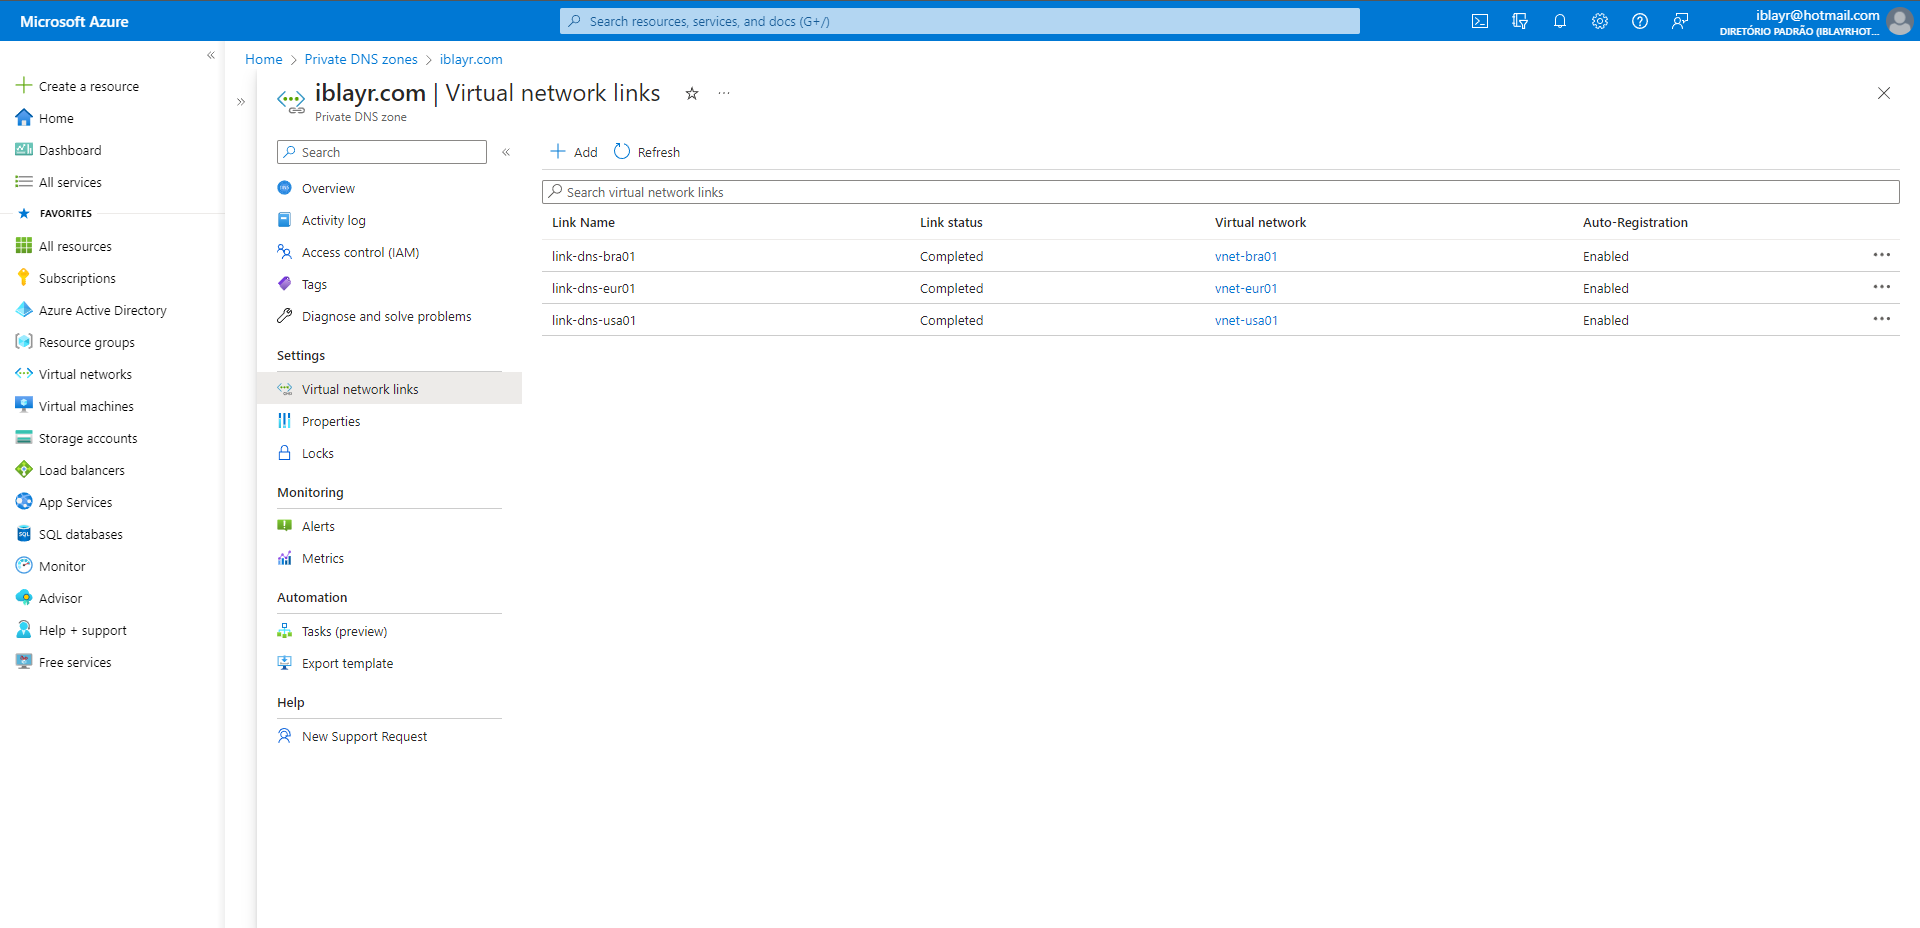 Microsoft Azure
Search resources, services, and docs (G+/)
iblayr@hotmail.com
DIRETÓRIO PADRÃO (IBLAYRHOT...
Create a resource
Home
Dashboard
All services
FAVORITES
All resources
Subscriptions
Azure Active Directory
Resource groups
Virtual networks
Virtual machines
Storage accounts
Load balancers
App Services
SQL databases
Monitor
Advisor
Help + support
Free services
Home > Private DNS zones > iblayr.com
iblayr.com | Virtual network links
Private DNS zone
Search
Overview
Activity log
Access control (IAM)
Tags
Diagnose and solve problems
Settings
Virtual network links
Properties
Locks
Monitoring
Alerts
Metrics
Automation
Tasks (preview)
Export template
Help
New Support Request
Add Refresh
Search virtual network links
Link Name Link status Virtual network Auto-Registration
link-dns-bra01 Completed vnet-bra01 Enabled
link-dns-eur01 Completed vnet-eur01 Enabled
link-dns-usa01 Completed vnet-usa01 Enabled